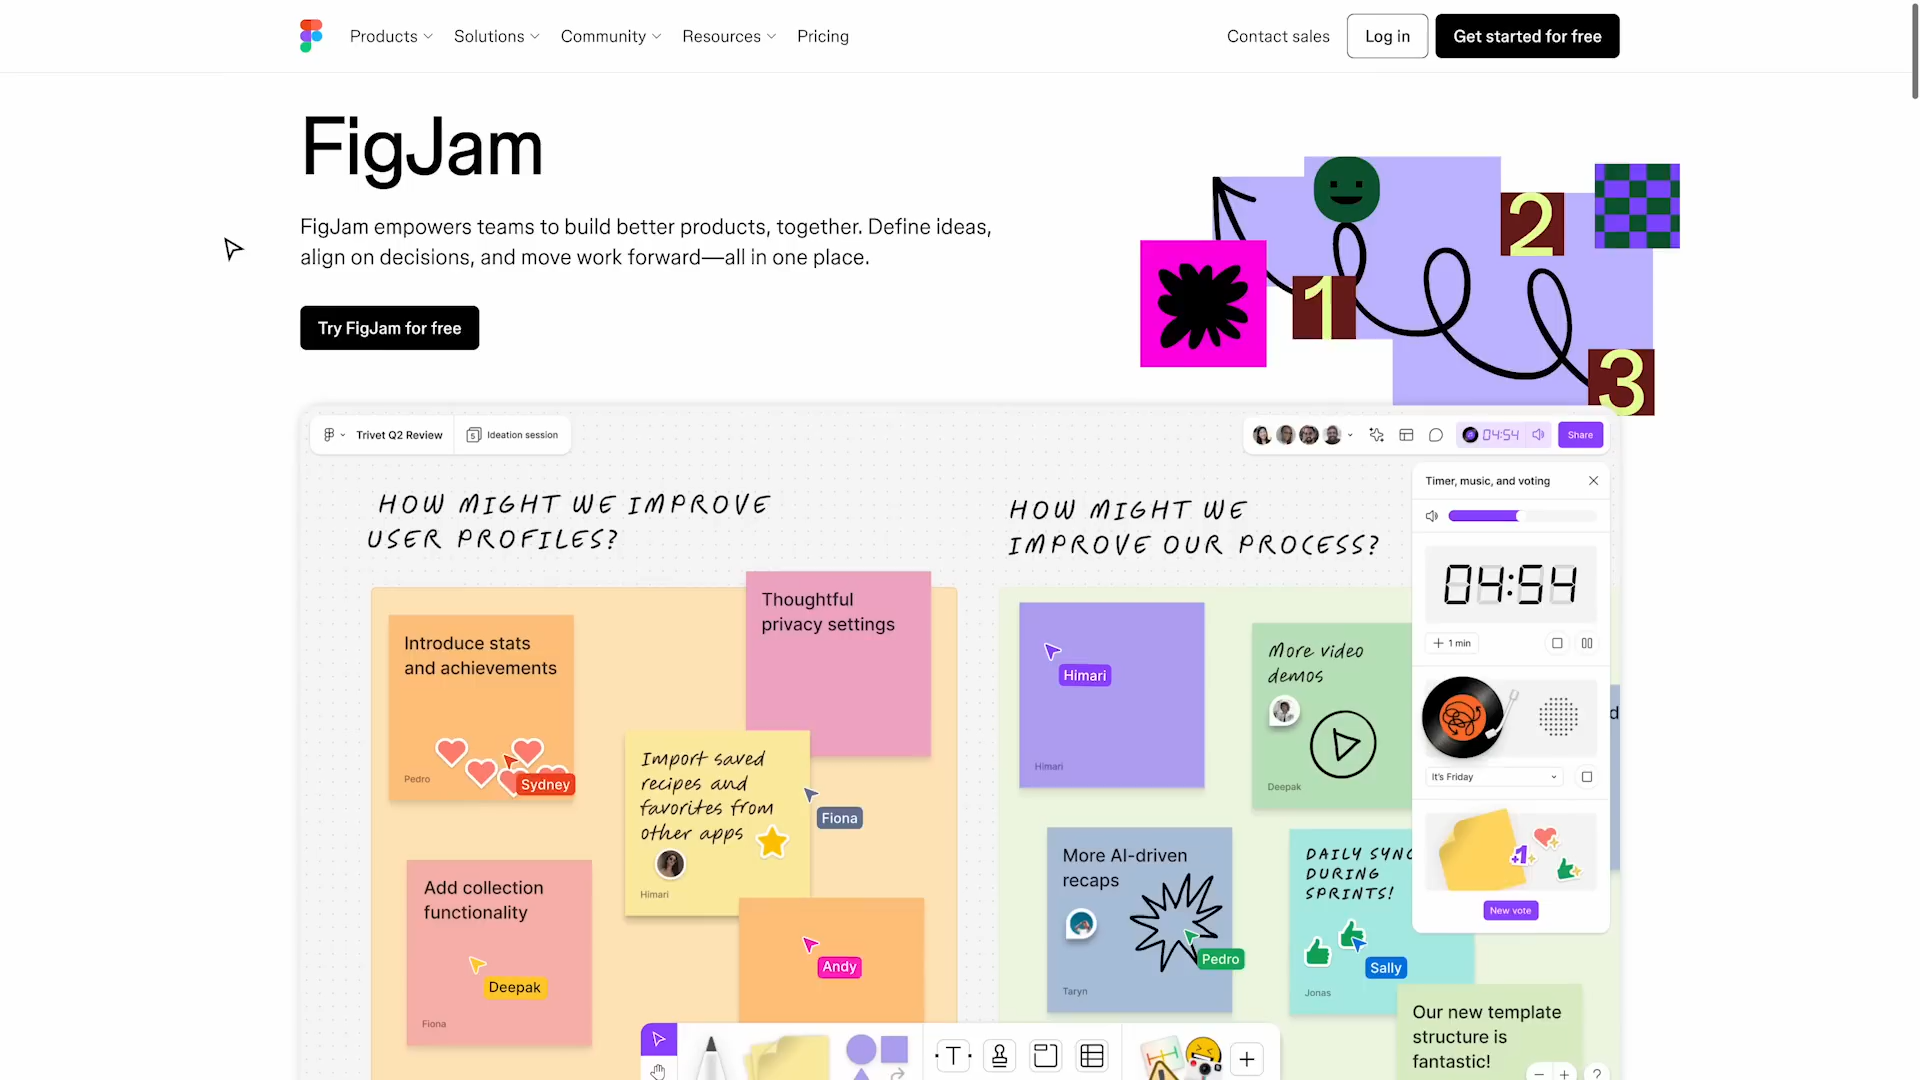 Products
Solutions
Community
Resources
Pricing
Contact sales
Log in
Get started for free
FigJam
FigJam empowers teams to build better products, together. Define ideas,
align on decisions, and move work forward—all in one place.
Try FigJam for free
1
2
3
Trivet Q2 Review
Ideation session
04:54
Share
HOW MIGHT WE IMPROVE
USER PROFILES?
Introduce stats
and achievements
Pedro
Sydney
Thoughtful
privacy settings
Import saved
recipes and
favorites from
other apps
Himari
Fiona
Add collection
functionality
Deepak
Fiona
Andy
HOW MIGHT WE
IMPROVE OUR PROCESS?
Himari
Himari
More video
demos
Deepak
More AI-driven
recaps
Pedro
Taryn
DAILY SYNC
DURING
SPRINTS!
Sally
Jonas
Our new template
structure is
fantastic!
Timer, music, and voting
04:54
+ 1 min
It's Friday
+1
New vote
d
T
?